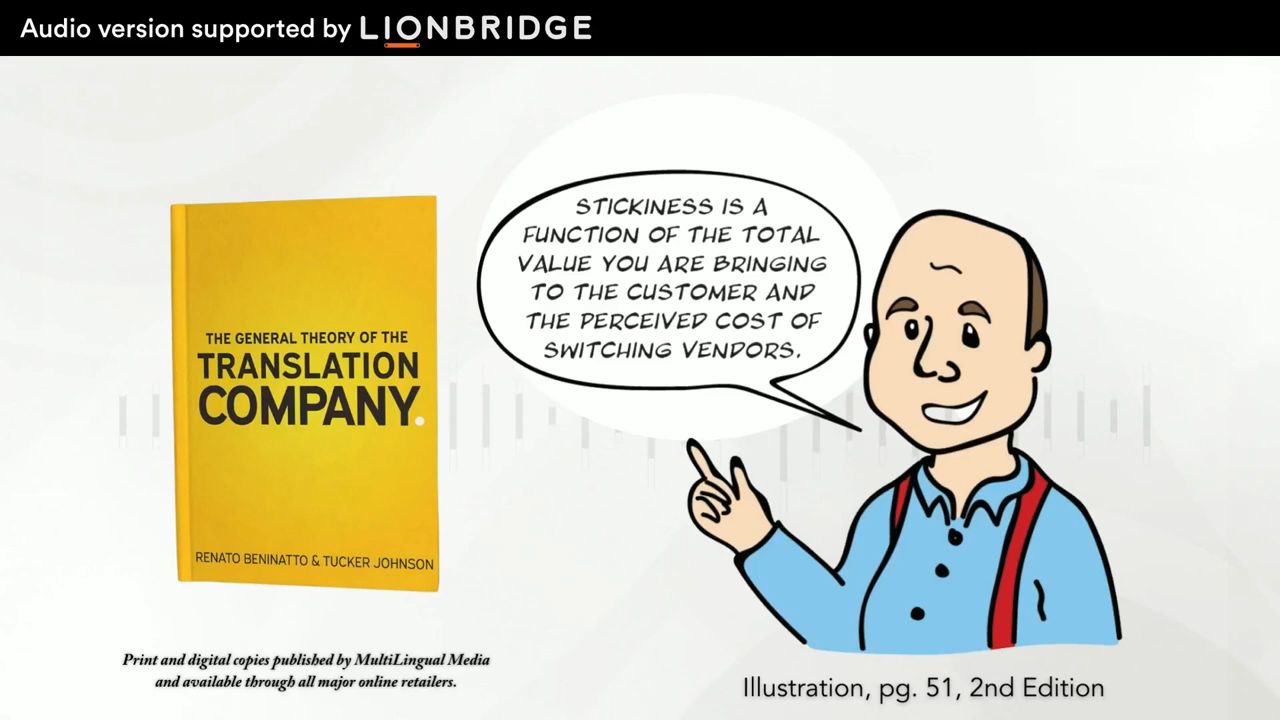 Audio version supported by LIONBRIDGE
THE GENERAL THEORY OF THE
TRANSLATION
COMPANY.
RENATO BENINATTO & TUCKER JOHNSON
Print and digital copies published by MultiLingual Media
and available through all major online retailers.
STICKINESS IS A
FUNCTION OF THE TOTAL
VALUE YOU ARE BRINGING
TO THE CUSTOMER AND
THE PERCEIVED COST OF
SWITCHING VENDORS.
Illustration, pg. 51, 2nd Edition